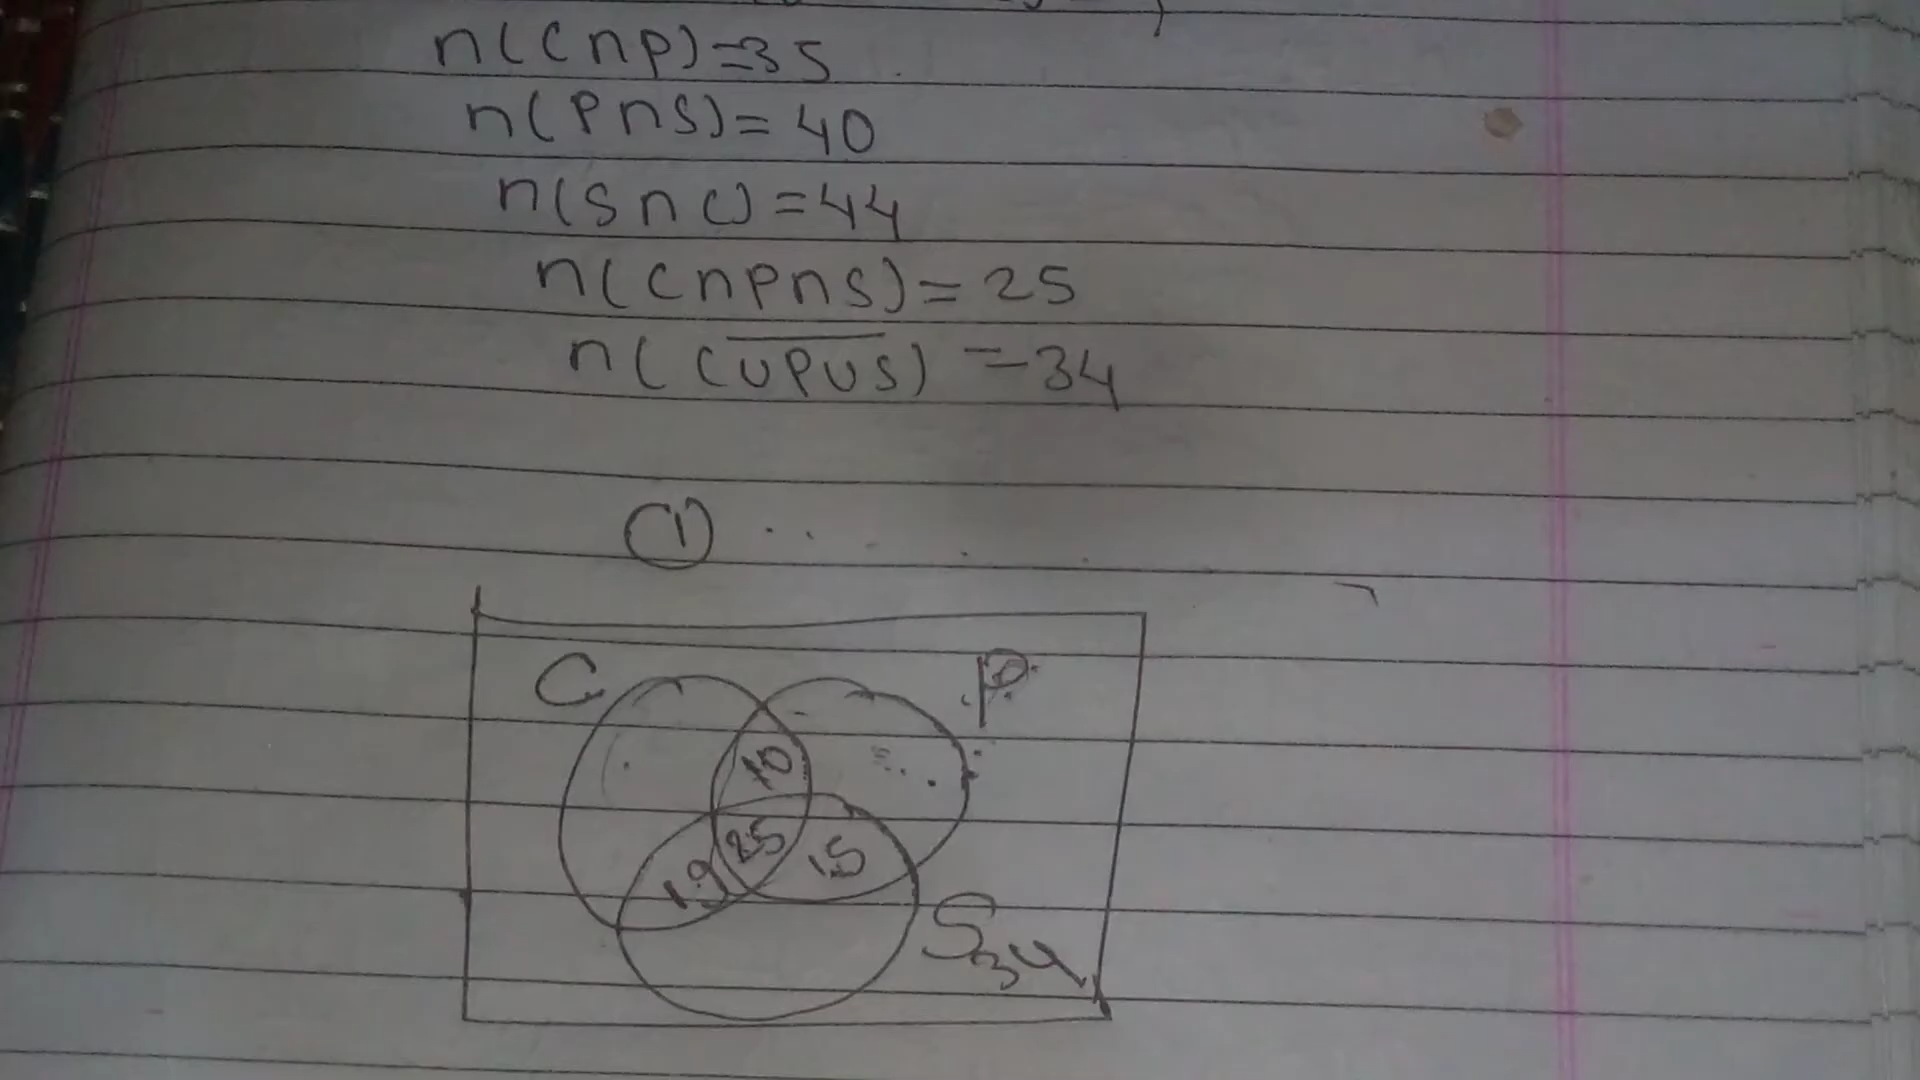 n(C∩P)=35
n(P∩S)=40
n(S∩C)=44
n(C∩P∩S)=25
n(C∪P∪S)̅ =34
①
C
P
10
25
15
19
S
34